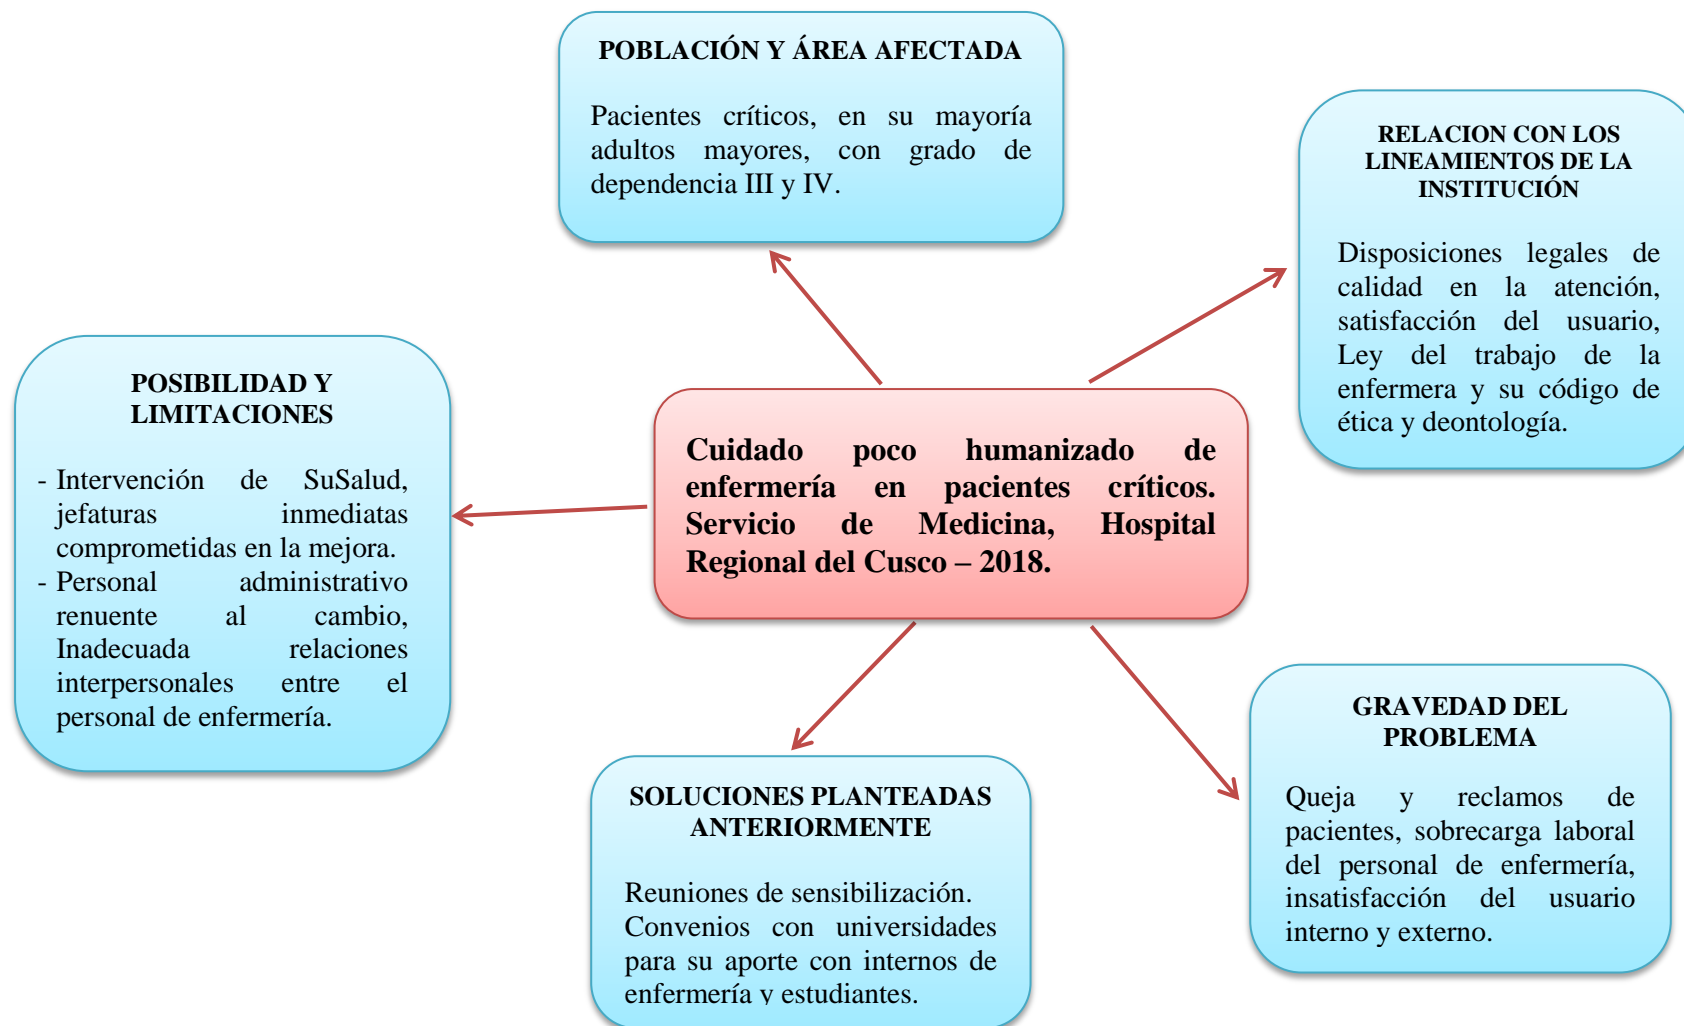 POBLACIÓN Y ÁREA AFECTADA
Pacientes críticos, en su mayoría
adultos mayores, con grado de
dependencia III y IV.
RELACION CON LOS
LINEAMIENTOS DE LA
INSTITUCIÓN
Disposiciones legales de
calidad en la atención,
satisfacción del usuario,
Ley del trabajo de la
enfermera y su código de
ética y deontología.
POSIBILIDAD Y
LIMITACIONES
- Intervención de SuSalud,
jefaturas inmediatas
comprometidas en la mejora.
- Personal administrativo
renuente al cambio,
Inadecuada relaciones
interpersonales entre el
personal de enfermería.
Cuidado poco humanizado de
enfermería en pacientes críticos.
Servicio de Medicina, Hospital
Regional del Cusco – 2018.
SOLUCIONES PLANTEADAS
ANTERIORMENTE
Reuniones de sensibilización.
Convenios con universidades
para su aporte con internos de
enfermería y estudiantes.
GRAVEDAD DEL
PROBLEMA
Queja y reclamos de
pacientes, sobrecarga laboral
del personal de enfermería,
insatisfacción del usuario
interno y externo.